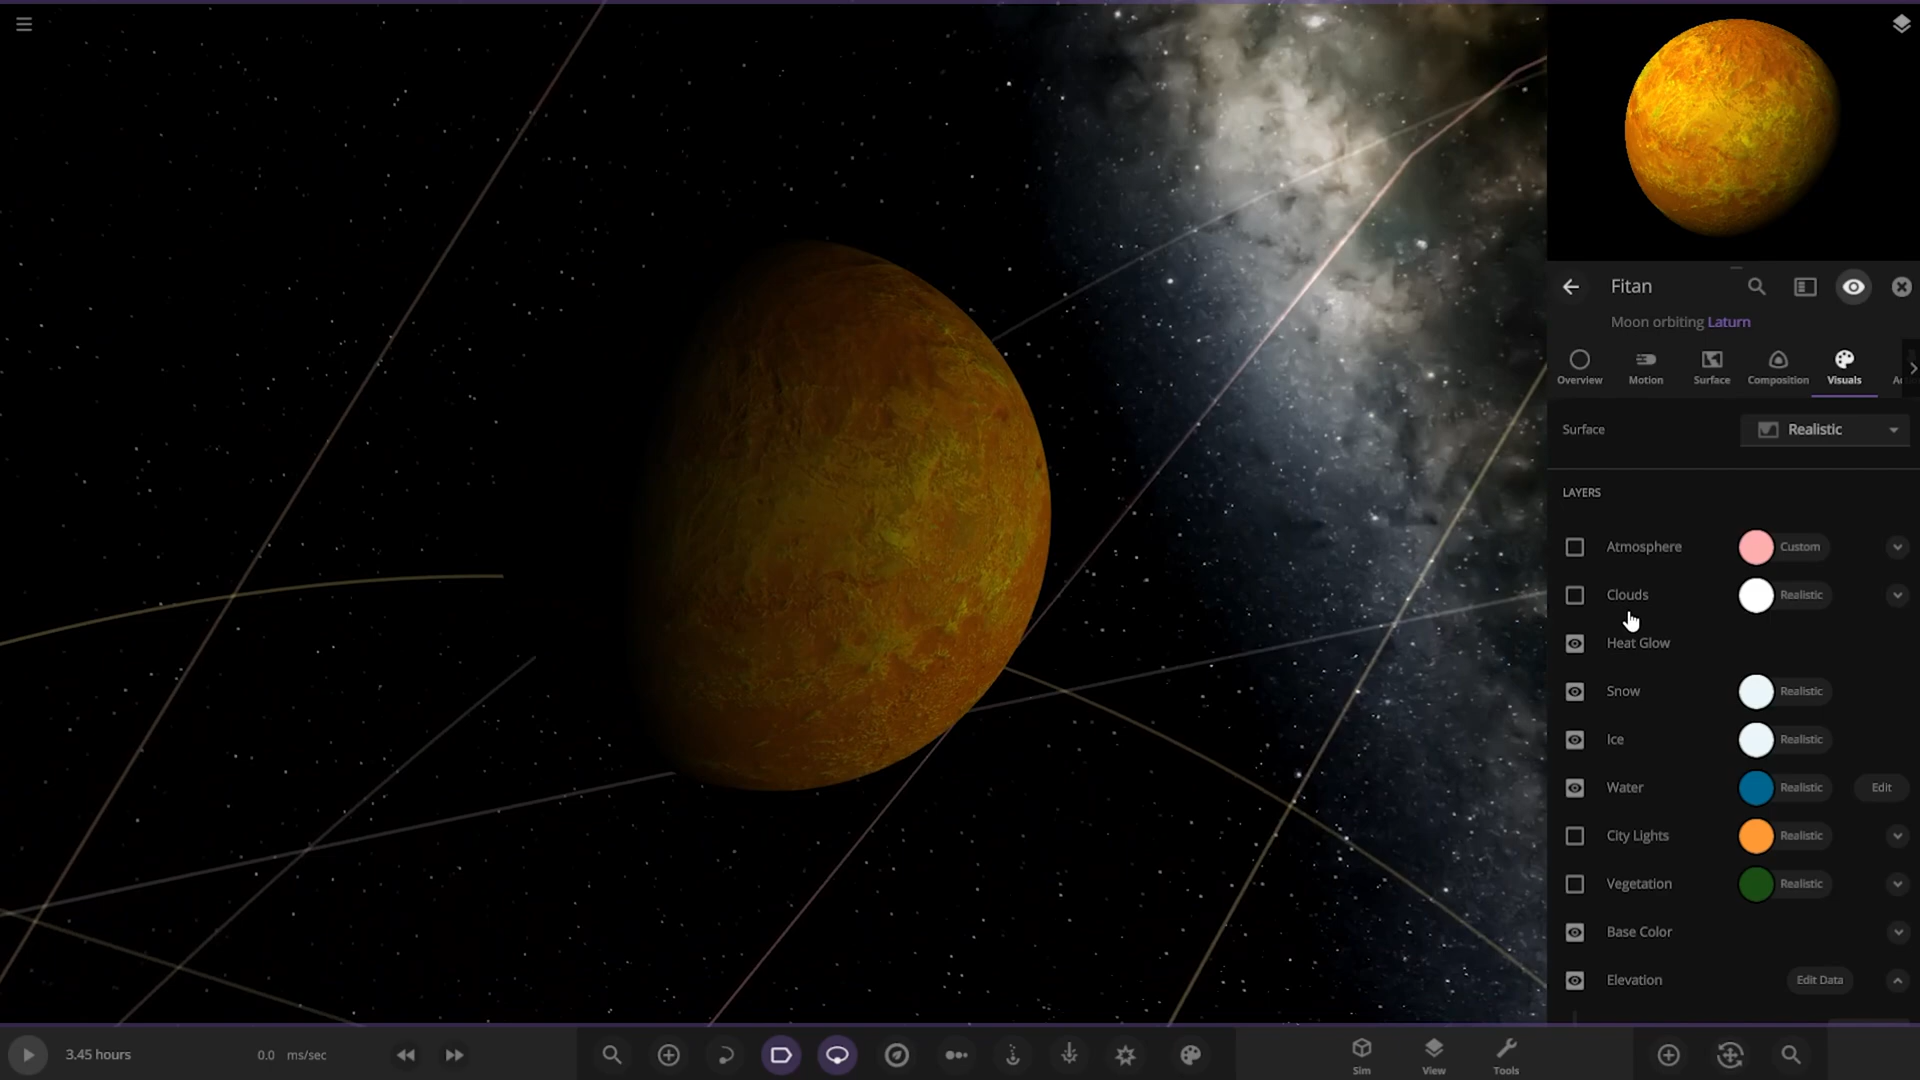 Fitan
Moon orbiting Laturn
Overview Motion Surface Composition Visuals
Surface Realistic
LAYERS
Atmosphere Custom
Clouds Realistic
Heat Glow
Snow Realistic
Ice Realistic
Water Realistic Edit
City Lights Realistic
Vegetation Realistic
Base Color
Elevation Edit Data
3.45 hours 0.0 ms/sec Sim View Tools